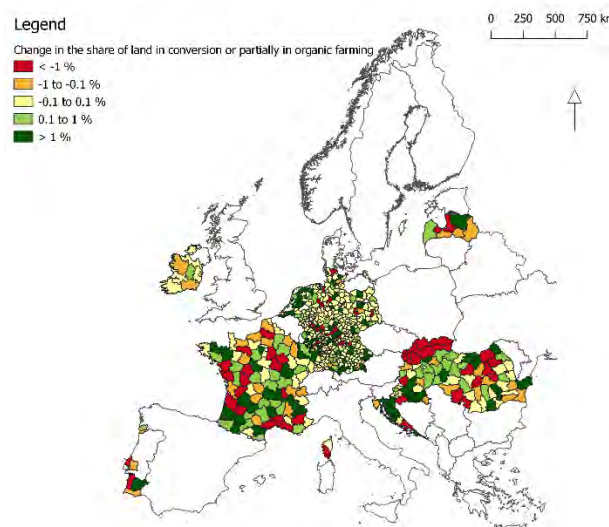 Legend
0 250 500 750 km
Change in the share of land in conversion or partially in organic farming
< -1 %
-1 to -0.1 %
-0.1 to 0.1 %
0.1 to 1 %
> 1 %